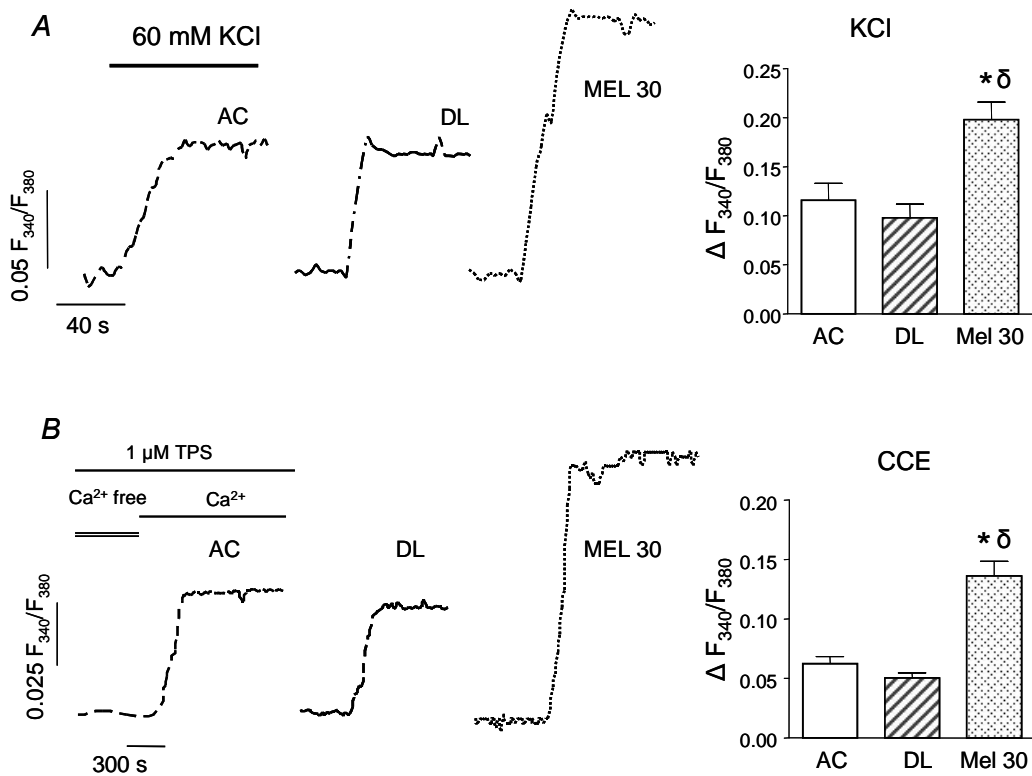 A
60 mM KCl
AC
DL
MEL 30
0.05 F340/F380
40 s
KCl
* δ
0.25
0.20
0.15
0.10
0.05
0.00
Δ F340/F380
AC DL Mel 30
B
1 µM TPS
Ca2+ free
Ca2+
AC
DL
MEL 30
0.025 F340/F380
300 s
CCE
* δ
0.20
0.15
0.10
0.05
0.00
Δ F340/F380
AC DL Mel 30